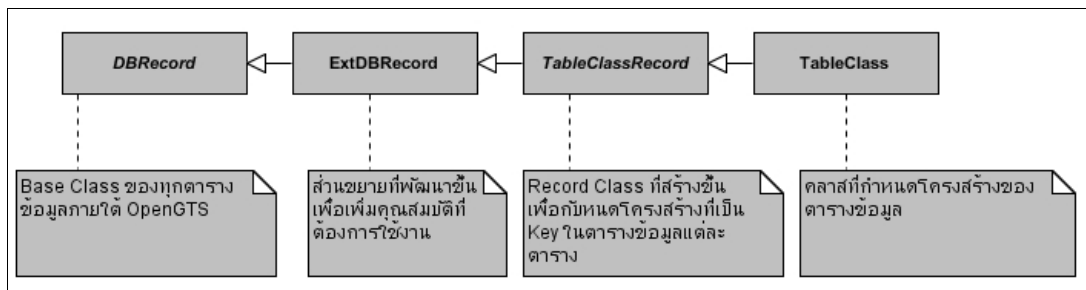 DBRecord
ExtDBRecord
TableClassRecord
TableClass
Base Class ของทุกตาราง
ข้อมูลภายใต้ OpenGTS
ส่วนขยายที่พัฒนาขึ้น
เพื่อเพิ่มคุณสมบัติที่
ต้องการใช้งาน
Record Class ที่สร้างขึ้น
เพื่อกำหนดโครงสร้างที่เป็น
Key ในตารางข้อมูลแต่ละ
ตาราง
คลาสที่กำหนดโครงสร้างของ
ตารางข้อมูล